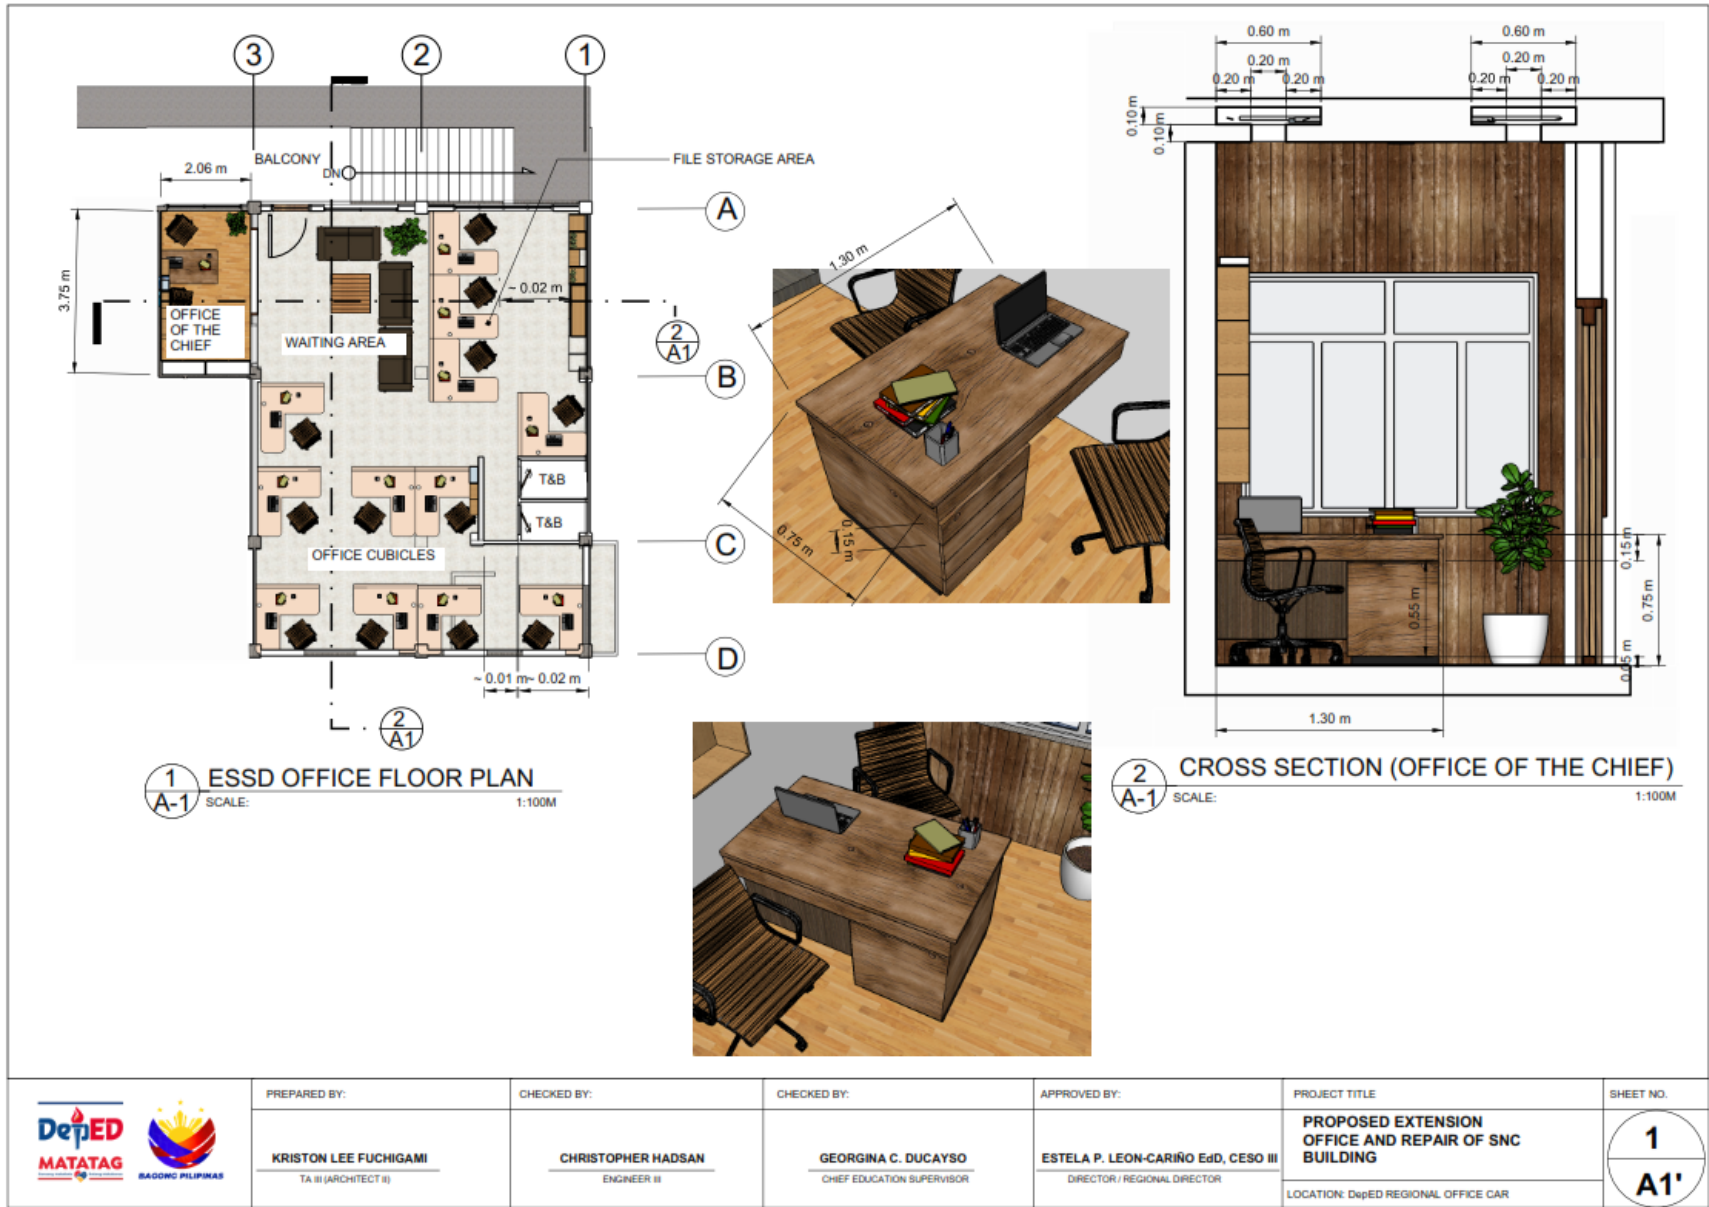 3
2
1
BALCONY
DN
FILE STORAGE AREA
2.06 m
A
3.75 m
~ 0.02 m
OFFICE
OF THE
CHIEF
WAITING AREA
2
A1
B
T&B
T&B
C
OFFICE CUBICLES
D
~ 0.01 m
~ 0.02 m
2
A1
1
A-1
ESSD OFFICE FLOOR PLAN
SCALE:
1:100M
1.30 m
0.75 m
0.15 m
0.60 m
0.20 m
0.20 m
0.20 m
0.60 m
0.20 m
0.20 m
0.20 m
0.10 m
0.10 m
0.15 m
0.75 m
0.55 m
0.05 m
1.30 m
2
A-1
CROSS SECTION (OFFICE OF THE CHIEF)
SCALE:
1:100M
DepED
MATATAG
BAGONG PILIPINAS
PREPARED BY:
KRISTON LEE FUCHIGAMI
TA III (ARCHITECT II)
CHECKED BY:
CHRISTOPHER HADSAN
ENGINEER III
CHECKED BY:
GEORGINA C. DUCAYSO
CHIEF EDUCATION SUPERVISOR
APPROVED BY:
ESTELA P. LEON-CARIÑO EdD, CESO III
DIRECTOR / REGIONAL DIRECTOR
PROJECT TITLE
PROPOSED EXTENSION
OFFICE AND REPAIR OF SNC
BUILDING
LOCATION: DepED REGIONAL OFFICE CAR
SHEET NO.
1
A1'